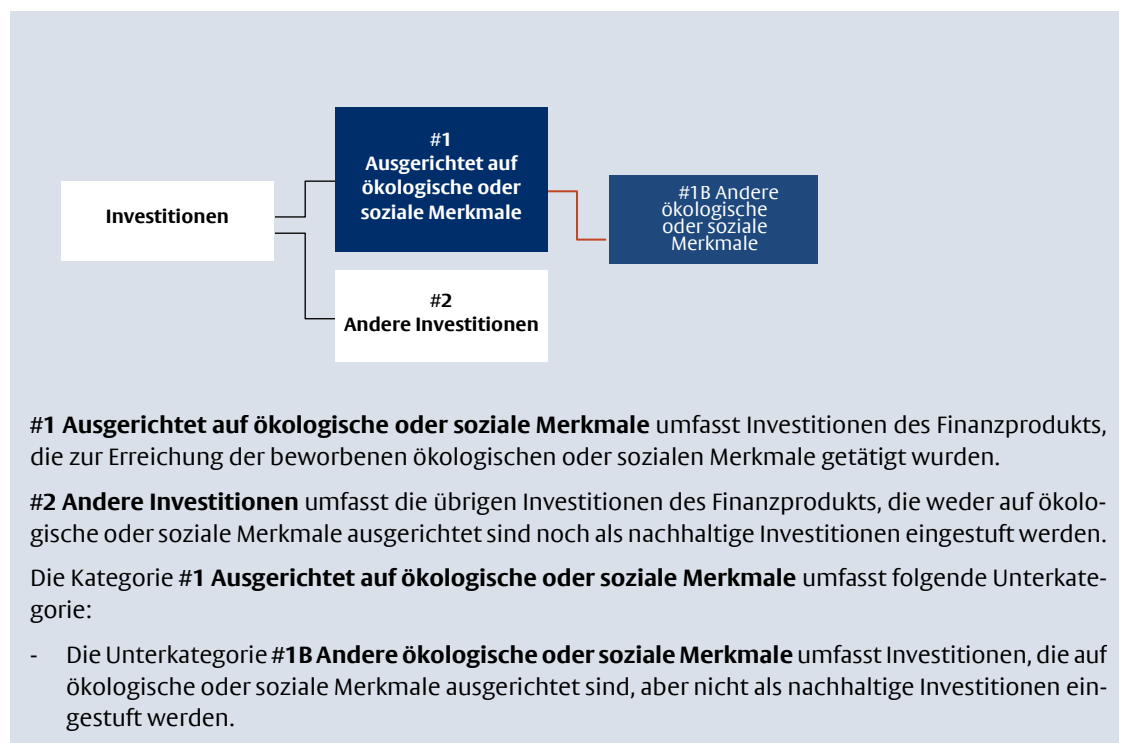 #1
Ausgerichtet auf
ökologische oder
soziale Merkmale
Investitionen
#1B Andere
ökologische
oder soziale
Merkmale
#2
Andere Investitionen
#1 Ausgerichtet auf ökologische oder soziale Merkmale umfasst Investitionen des Finanzprodukts,
die zur Erreichung der beworbenen ökologischen oder sozialen Merkmale getätigt wurden.
#2 Andere Investitionen umfasst die übrigen Investitionen des Finanzprodukts, die weder auf ökolo-
gische oder soziale Merkmale ausgerichtet sind noch als nachhaltige Investitionen eingestuft werden.
Die Kategorie #1 Ausgerichtet auf ökologische oder soziale Merkmale umfasst folgende Unterkate-
gorie:
- Die Unterkategorie #1B Andere ökologische oder soziale Merkmale umfasst Investitionen, die auf
ökologische oder soziale Merkmale ausgerichtet sind, aber nicht als nachhaltige Investitionen ein-
gestuft werden.